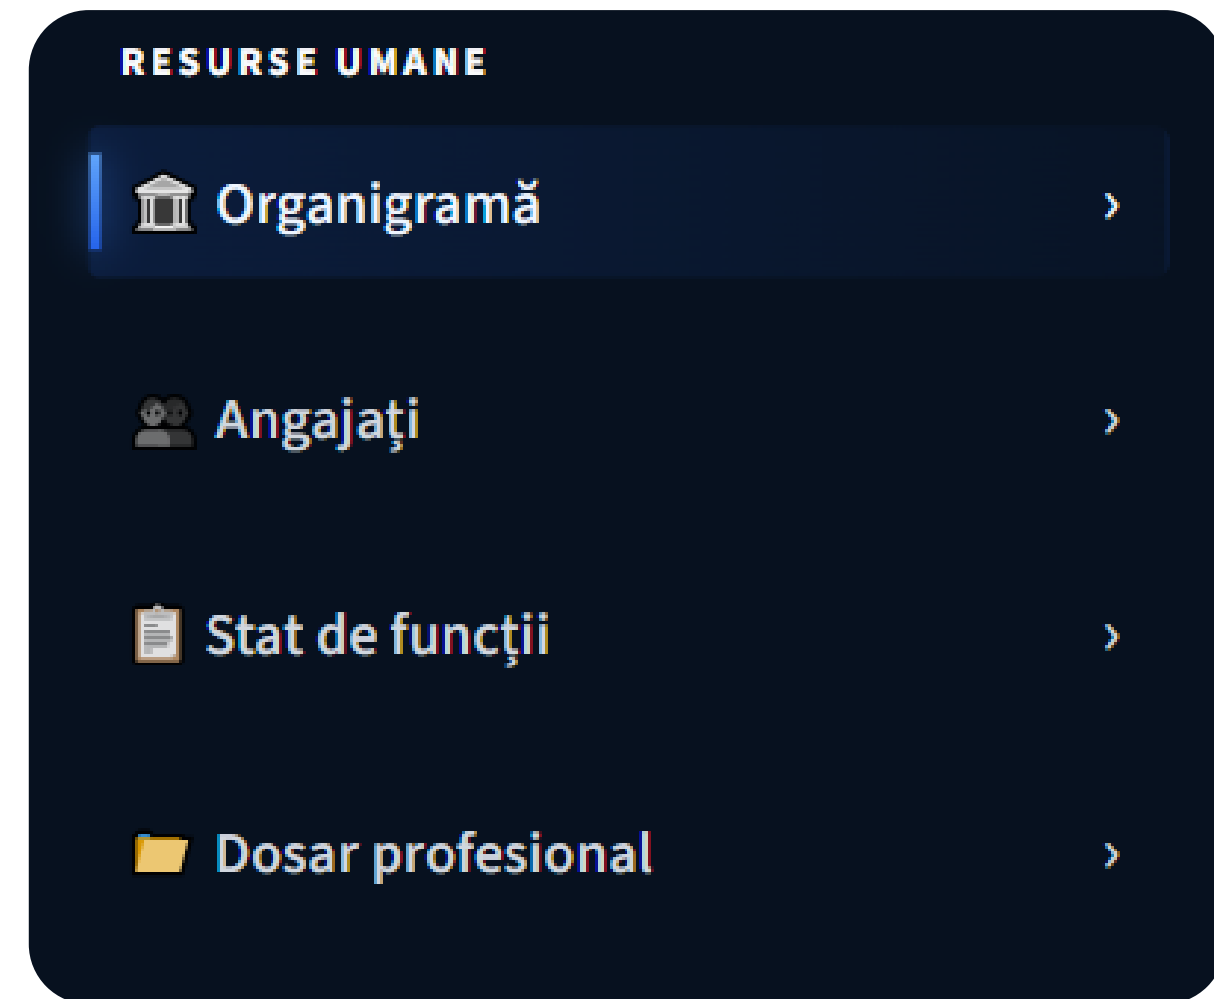 RESURSE UMANE
Organigramă
Angajați
Stat de funcții
Dosar profesional